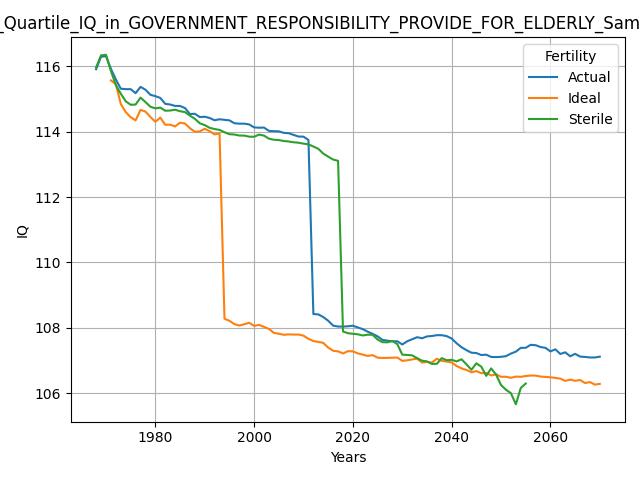 _Quartile_IQ_in_GOVERNMENT_RESPONSIBILITY_PROVIDE_FOR_ELDERLY_Sam
Fertility
Actual
Ideal
Sterile
IQ
116
114
112
110
108
106
1980 2000 2020 2040 2060
Years